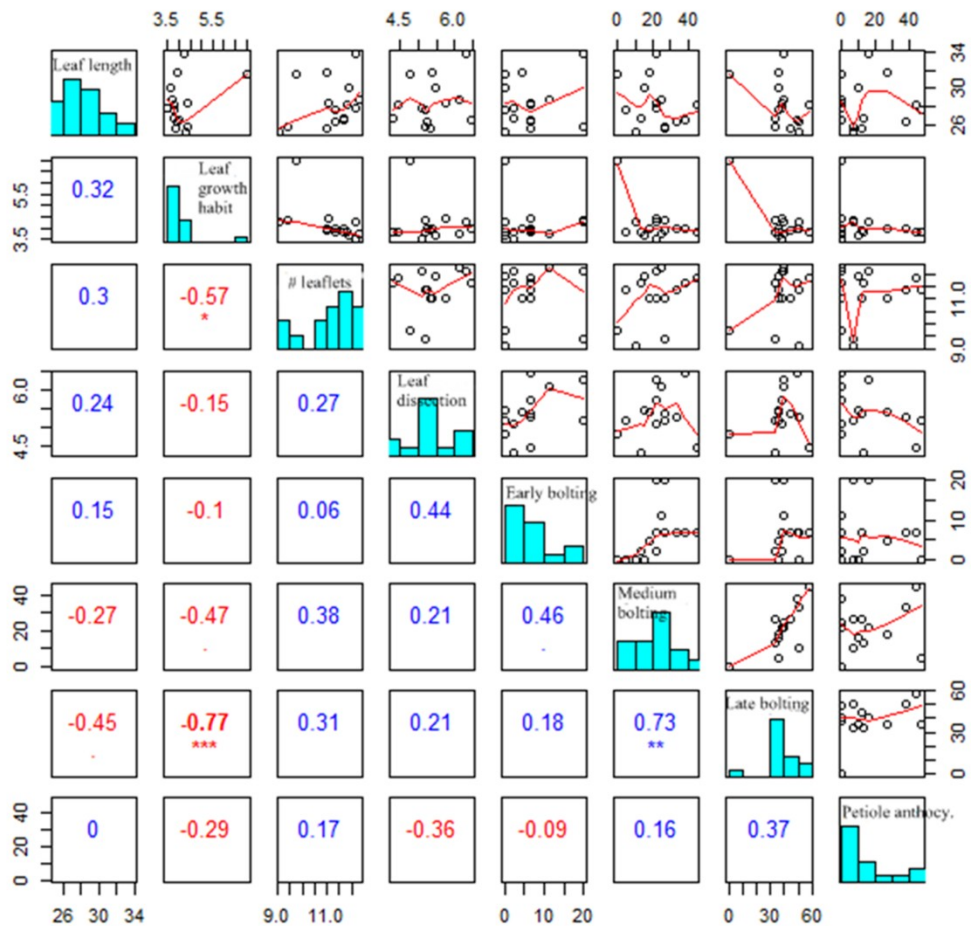 3.5 5.5 4.5 6.0 0 20 40 0 20 40
Leaf length
26 28 30 34
0.32
Leaf
growth
habit
3.5 5.5
0.3
-0.57
*
# leaflets
9.0 11.0
0.24
-0.15
0.27
Leaf
dissection
4.5 6.0
0.15
-0.1
0.06
0.44
Early bolting
0 10 20
-0.27
-0.47
.
0.38
0.21
0.46
.
Medium
bolting
0 20 40
-0.45
.
-0.77
***
0.31
0.21
0.18
0.73
**
Late bolting
0 30 60
0
-0.29
0.17
-0.36
-0.09
0.16
0.37
Petiole anthocy.
0 20 40
26 30 34 9.0 11.0 0 10 20 0 30 60